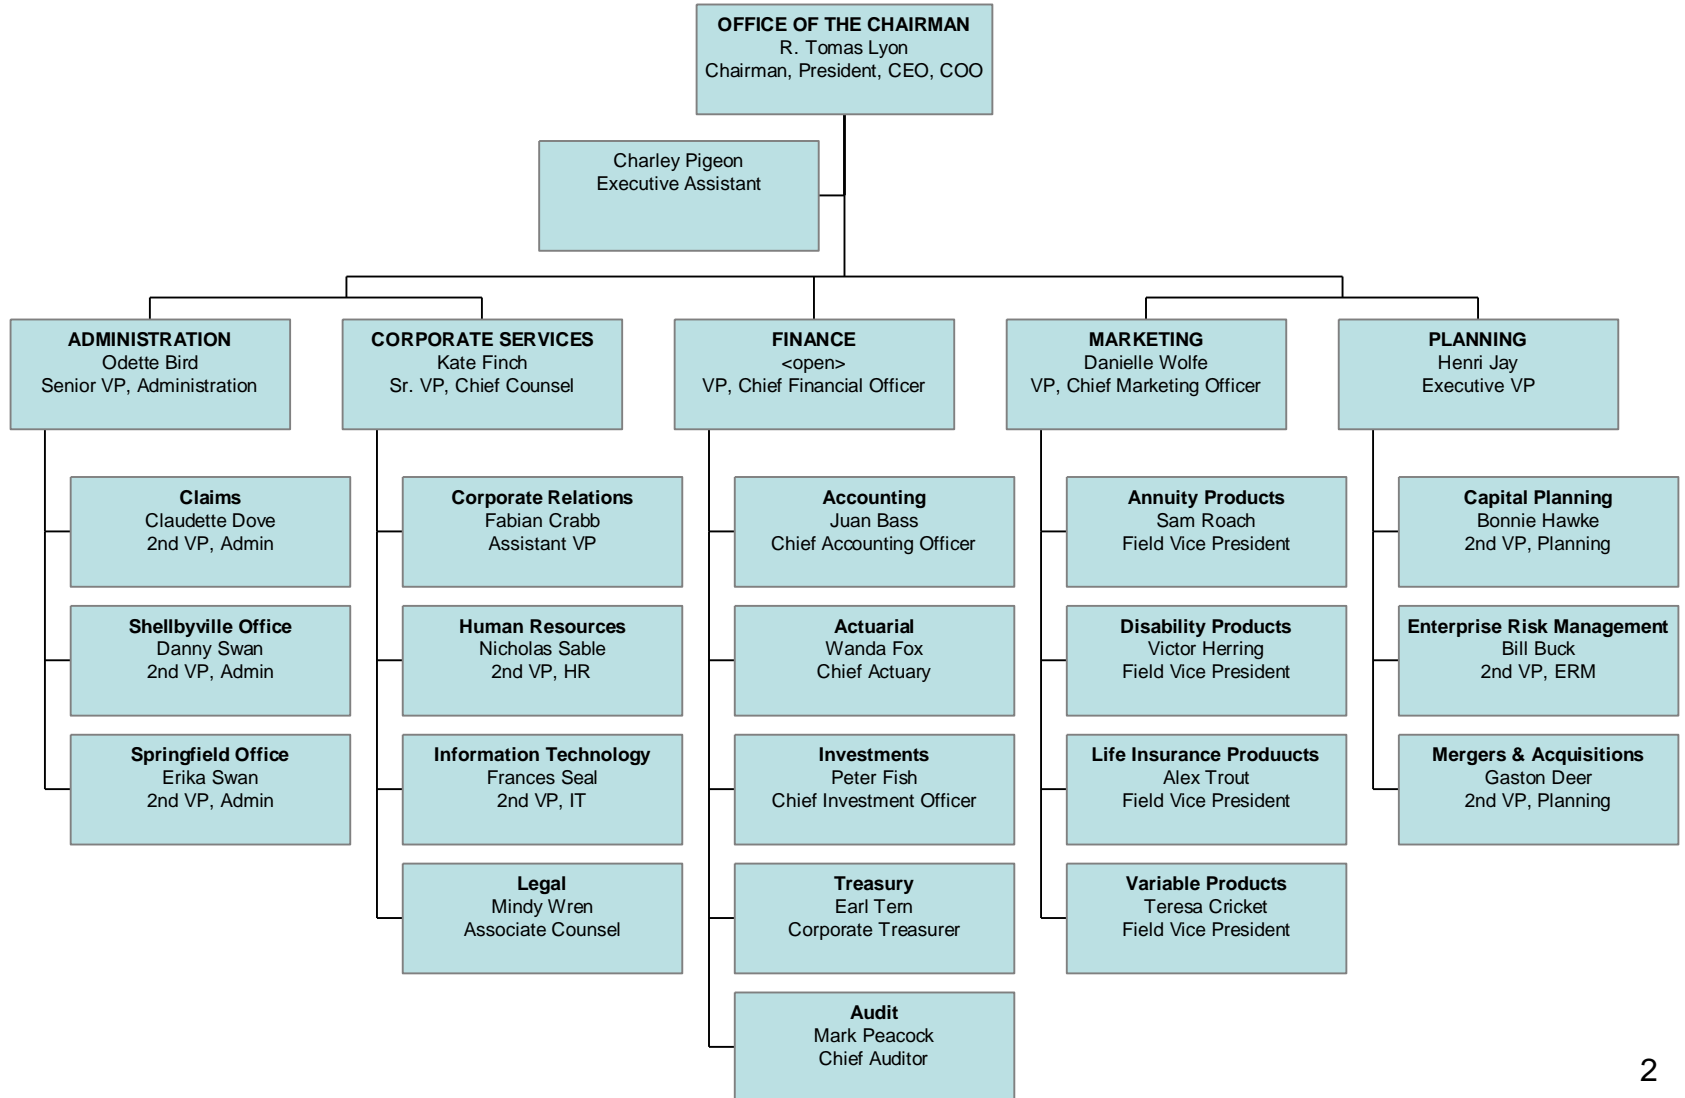 OFFICE OF THE CHAIRMAN
R. Tomas Lyon
Chairman, President, CEO, COO
Charley Pigeon
Executive Assistant
ADMINISTRATION
Odette Bird
Senior VP, Administration
CORPORATE SERVICES
Kate Finch
Sr. VP, Chief Counsel
FINANCE
<open>
VP, Chief Financial Officer
MARKETING
Danielle Wolfe
VP, Chief Marketing Officer
PLANNING
Henri Jay
Executive VP
Claims
Claudette Dove
2nd VP, Admin
Shellbyville Office
Danny Swan
2nd VP, Admin
Springfield Office
Erika Swan
2nd VP, Admin
Corporate Relations
Fabian Crabb
Assistant VP
Human Resources
Nicholas Sable
2nd VP, HR
Information Technology
Frances Seal
2nd VP, IT
Legal
Mindy Wren
Associate Counsel
Accounting
Juan Bass
Chief Accounting Officer
Actuarial
Wanda Fox
Chief Actuary
Investments
Peter Fish
Chief Investment Officer
Treasury
Earl Tern
Corporate Treasurer
Audit
Mark Peacock
Chief Auditor
Annuity Products
Sam Roach
Field Vice President
Disability Products
Victor Herring
Field Vice President
Life Insurance Produucts
Alex Trout
Field Vice President
Variable Products
Teresa Cricket
Field Vice President
Capital Planning
Bonnie Hawke
2nd VP, Planning
Enterprise Risk Management
Bill Buck
2nd VP, ERM
Mergers & Acquisitions
Gaston Deer
2nd VP, Planning
2